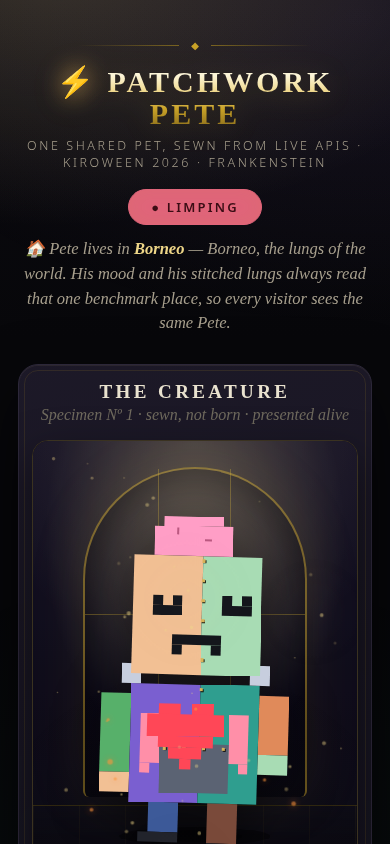 ⚡ PATCHWORK
PETE
ONE SHARED PET, SEWN FROM LIVE APIS ·
KIROWEEN 2026 · FRANKENSTEIN
● LIMPING
🏠 Pete lives in Borneo — Borneo, the lungs of the
world. His mood and his stitched lungs always read
that one benchmark place, so every visitor sees the
same Pete.
THE CREATURE
Specimen Nº 1 · sewn, not born · presented alive